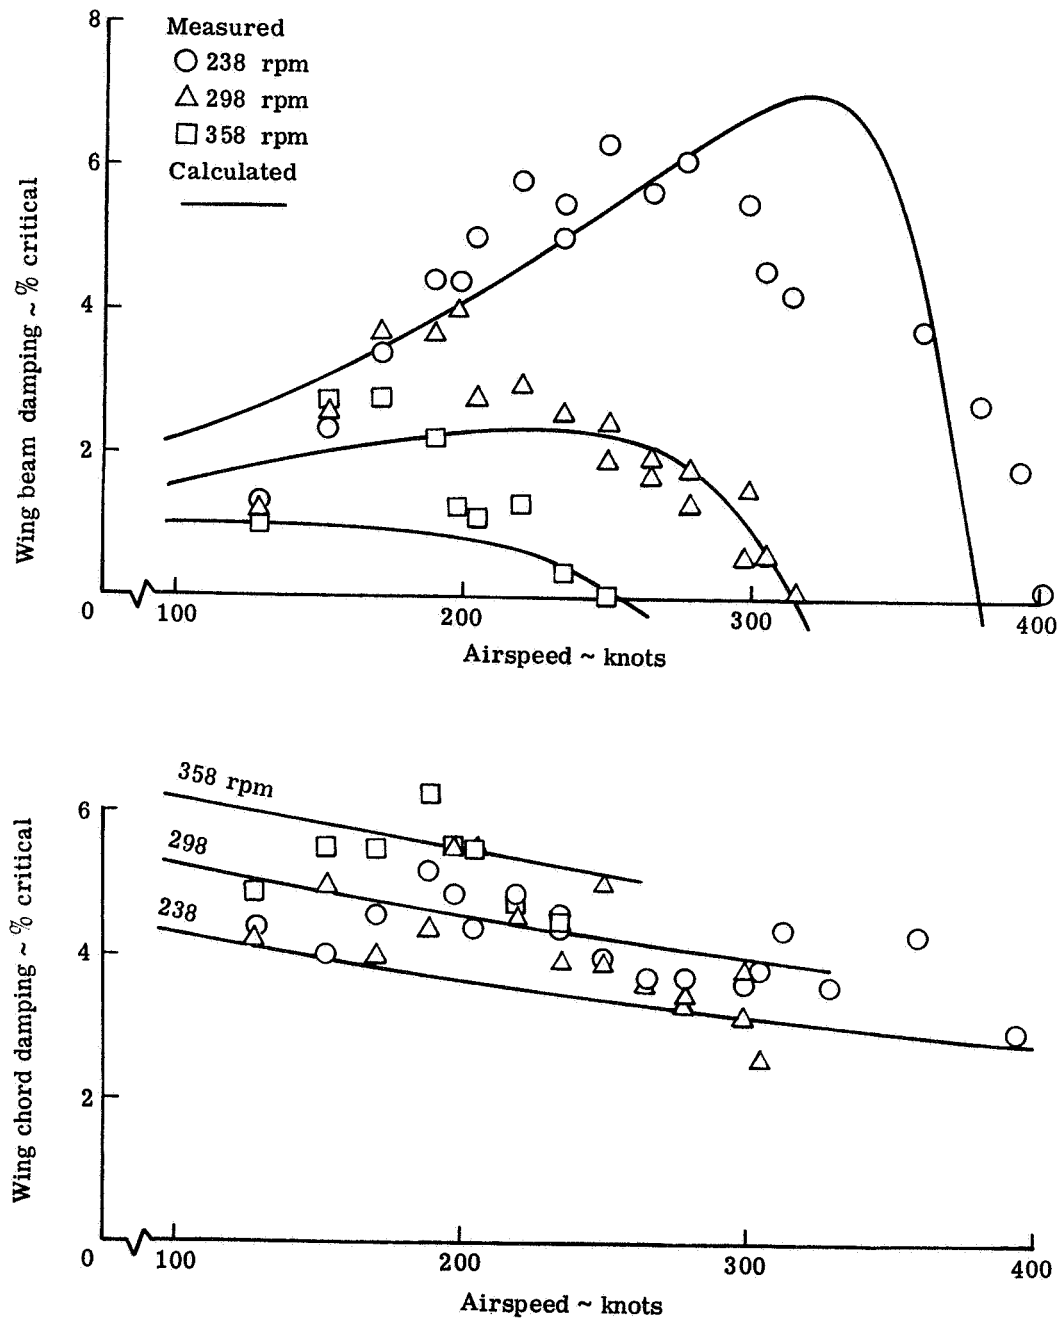 8
Measured
238 rpm
298 rpm
358 rpm
Calculated
6
4
2
0
Wing beam damping ~ % critical
100
200
300
400
Airspeed ~ knots
358 rpm
298
238
6
4
2
0
Wing chord damping ~ % critical
100
200
300
400
Airspeed ~ knots